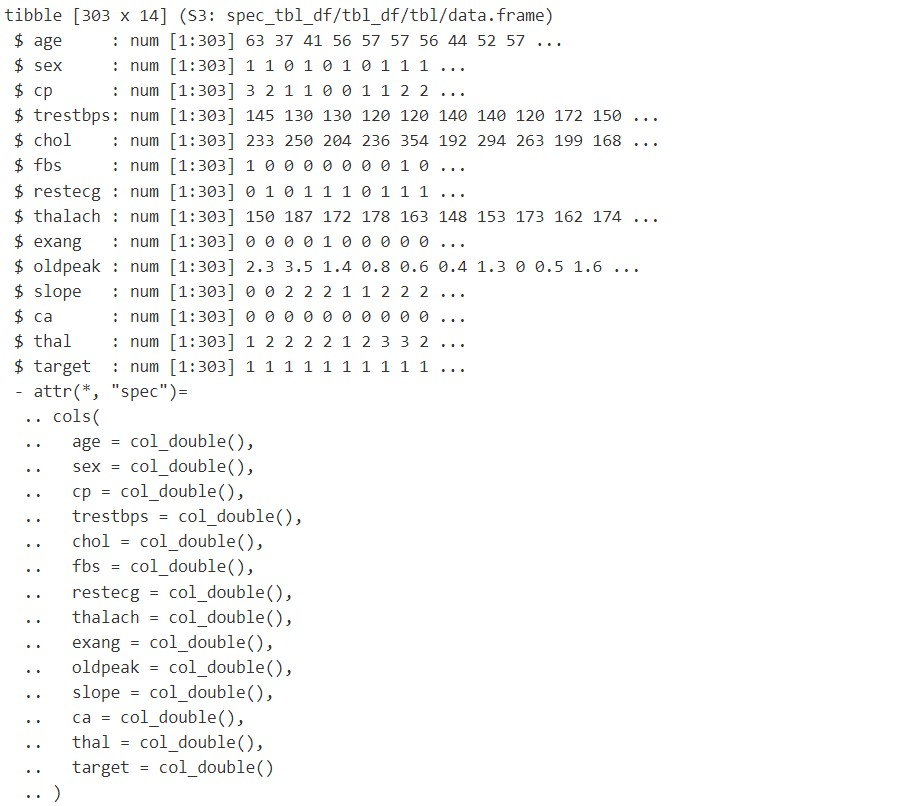 tibble [303 x 14] (S3: spec_tbl_df/tbl_df/tbl/data.frame)
 $ age     : num [1:303] 63 37 41 56 57 57 56 44 52 57 ...
 $ sex     : num [1:303] 1 1 0 1 0 1 0 1 1 1 ...
 $ cp      : num [1:303] 3 2 1 1 0 0 1 1 2 2 ...
 $ trestbps: num [1:303] 145 130 130 120 120 140 140 120 172 150 ...
 $ chol    : num [1:303] 233 250 204 236 354 192 294 263 199 168 ...
 $ fbs     : num [1:303] 1 0 0 0 0 0 0 0 1 0 ...
 $ restecg : num [1:303] 0 1 0 1 1 1 0 1 1 1 ...
 $ thalach : num [1:303] 150 187 172 178 163 148 153 173 162 174 ...
 $ exang   : num [1:303] 0 0 0 0 1 0 0 0 0 0 ...
 $ oldpeak : num [1:303] 2.3 3.5 1.4 0.8 0.6 0.4 1.3 0 0.5 1.6 ...
 $ slope   : num [1:303] 0 0 2 2 2 1 1 2 2 2 ...
 $ ca      : num [1:303] 0 0 0 0 0 0 0 0 0 0 ...
 $ thal    : num [1:303] 1 2 2 2 2 1 2 3 3 2 ...
 $ target  : num [1:303] 1 1 1 1 1 1 1 1 1 1 ...
 - attr(*, "spec")=
  .. cols(
  ..   age = col_double(),
  ..   sex = col_double(),
  ..   cp = col_double(),
  ..   trestbps = col_double(),
  ..   chol = col_double(),
  ..   fbs = col_double(),
  ..   restecg = col_double(),
  ..   thalach = col_double(),
  ..   exang = col_double(),
  ..   oldpeak = col_double(),
  ..   slope = col_double(),
  ..   ca = col_double(),
  ..   thal = col_double(),
  ..   target = col_double()
  .. )